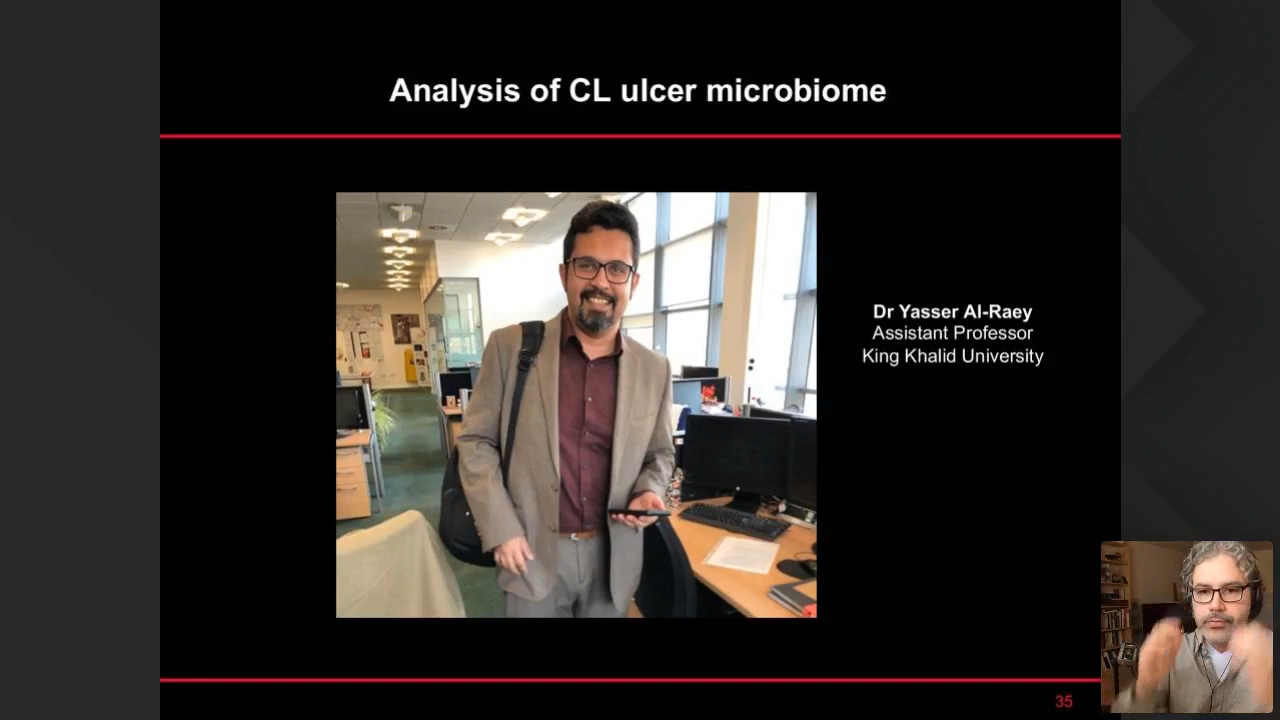 Analysis of CL ulcer microbiome
Dr Yasser Al-Raey
Assistant Professor
King Khalid University
35